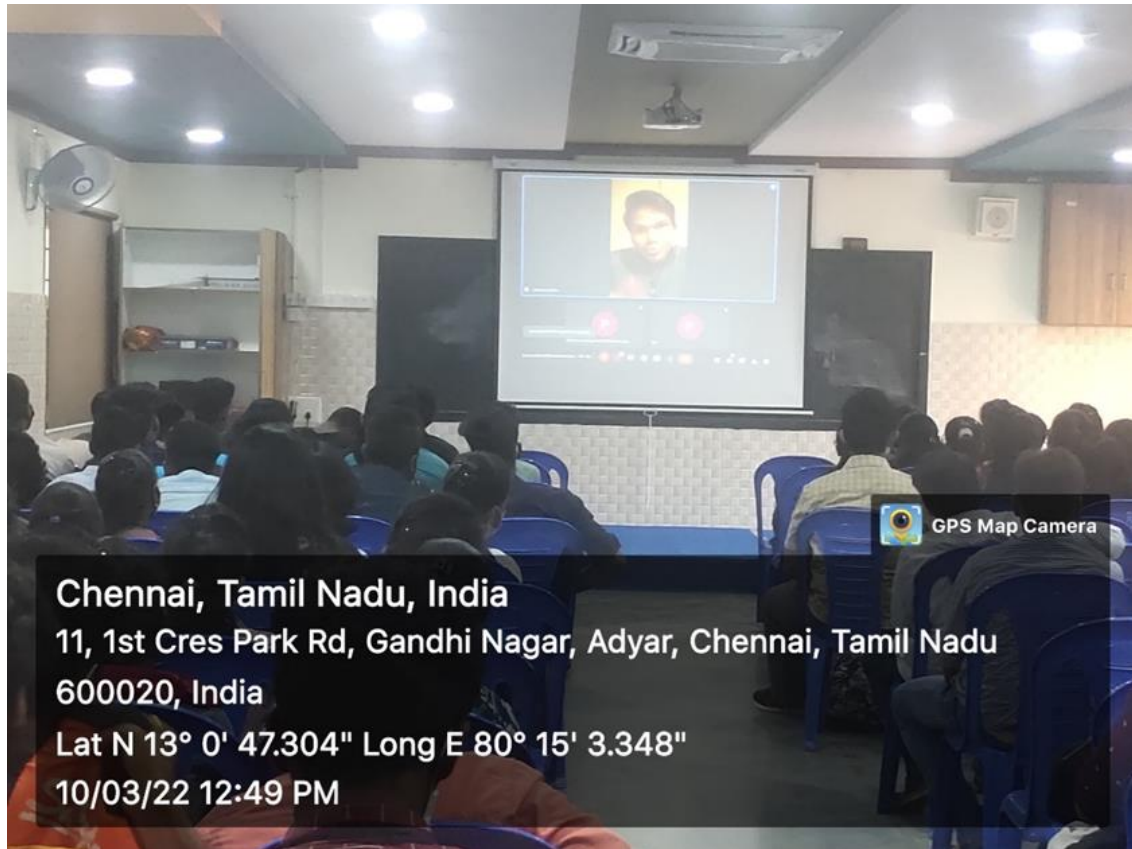 GPS Map Camera
Chennai, Tamil Nadu, India
11, 1st Cres Park Rd, Gandhi Nagar, Adyar, Chennai, Tamil Nadu
600020, India
Lat N 13° 0' 47.304" Long E 80° 15' 3.348"
10/03/22 12:49 PM